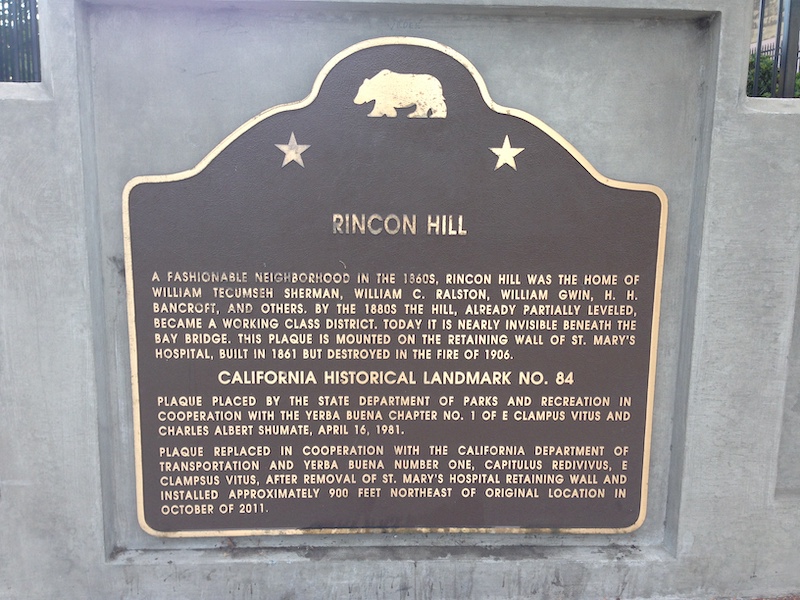 RINCON HILL
A FASHIONABLE NEIGHBORHOOD IN THE 1860S, RINCON HILL WAS THE HOME OF
WILLIAM TECUMSEH SHERMAN, WILLIAM C. RALSTON, WILLIAM GWIN, H. H.
BANCROFT, AND OTHERS. BY THE 1880S THE HILL, ALREADY PARTIALLY LEVELED,
BECAME A WORKING CLASS DISTRICT. TODAY IT IS NEARLY INVISIBLE BENEATH THE
BAY BRIDGE. THIS PLAQUE IS MOUNTED ON THE RETAINING WALL OF ST. MARY'S
HOSPITAL, BUILT IN 1861 BUT DESTROYED IN THE FIRE OF 1906.
CALIFORNIA HISTORICAL LANDMARK NO. 84
PLAQUE PLACED BY THE STATE DEPARTMENT OF PARKS AND RECREATION IN
COOPERATION WITH THE YERBA BUENA CHAPTER NO. 1 OF E CLAMPUS VITUS AND
CHARLES ALBERT SHUMATE, APRIL 16, 1981.
PLAQUE REPLACED IN COOPERATION WITH THE CALIFORNIA DEPARTMENT OF
TRANSPORTATION AND YERBA BUENA NUMBER ONE, CAPITULUS REDIVIVUS, E
CLAMPSUS VITUS, AFTER REMOVAL OF ST. MARY'S HOSPITAL RETAINING WALL AND
INSTALLED APPROXIMATELY 900 FEET NORTHEAST OF ORIGINAL LOCATION IN
OCTOBER OF 2011.